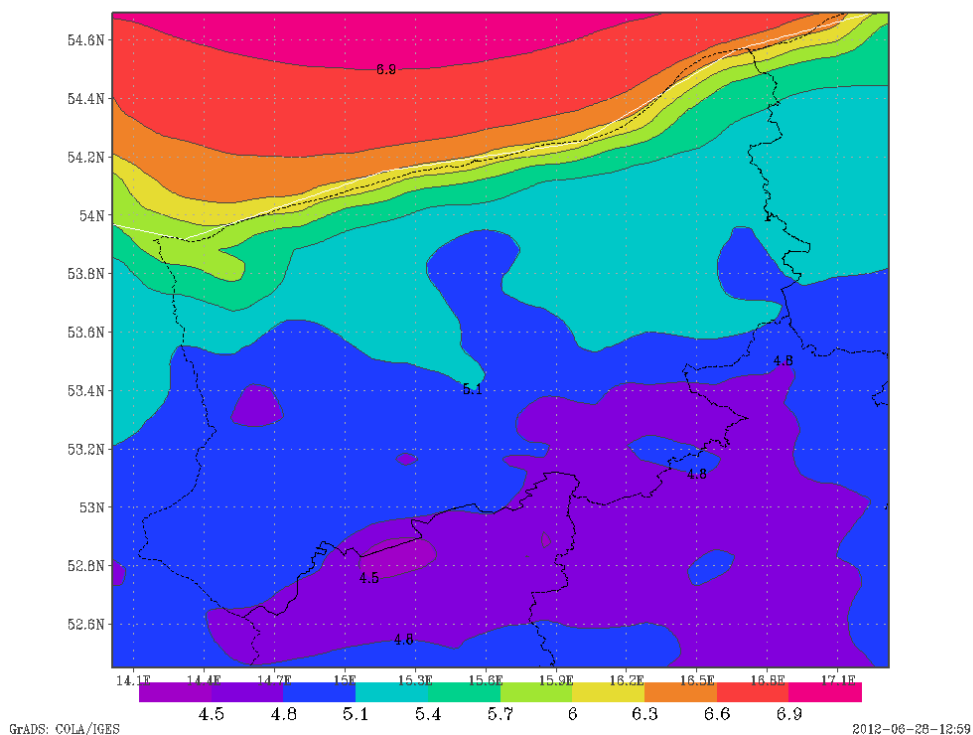 54.6N
6.9
54.4N
54.2N
54N
53.8N
53.6N
4.8
53.4N
5.1
53.2N
4.8
53N
52.8N
4.5
52.6N
4.8
14.1E 14.4E 14.7E 15E 15.3E 15.6E 15.9E 16.2E 16.5E 16.8E 17.1E
4.5 4.8 5.1 5.4 5.7 6 6.3 6.6 6.9
GrADS: COLA/IGES 2012-06-28-12:59